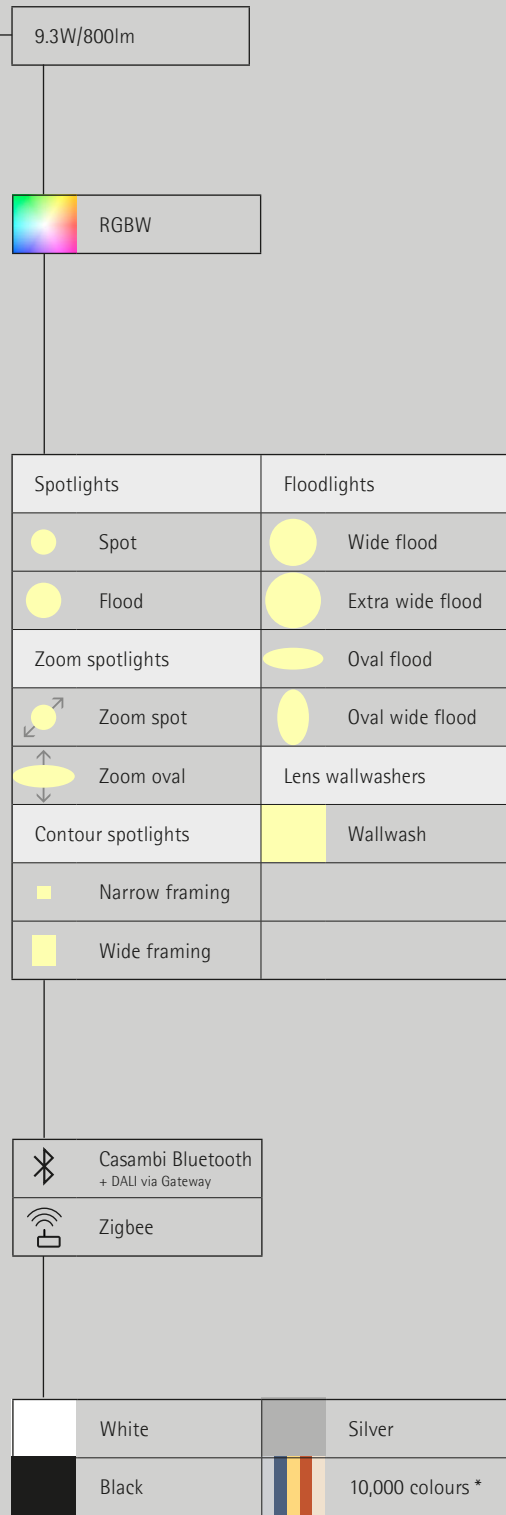 9.3W/800lm
RGBW
Spotlights
Spot
Flood
Zoom spotlights
Zoom spot
Zoom oval
Contour spotlights
Narrow framing
Wide framing
Floodlights
Wide flood
Extra wide flood
Oval flood
Oval wide flood
Lens wallwashers
Wallwash
Casambi Bluetooth
+ DALI via Gateway
Zigbee
White
Silver
Black
10,000 colours *